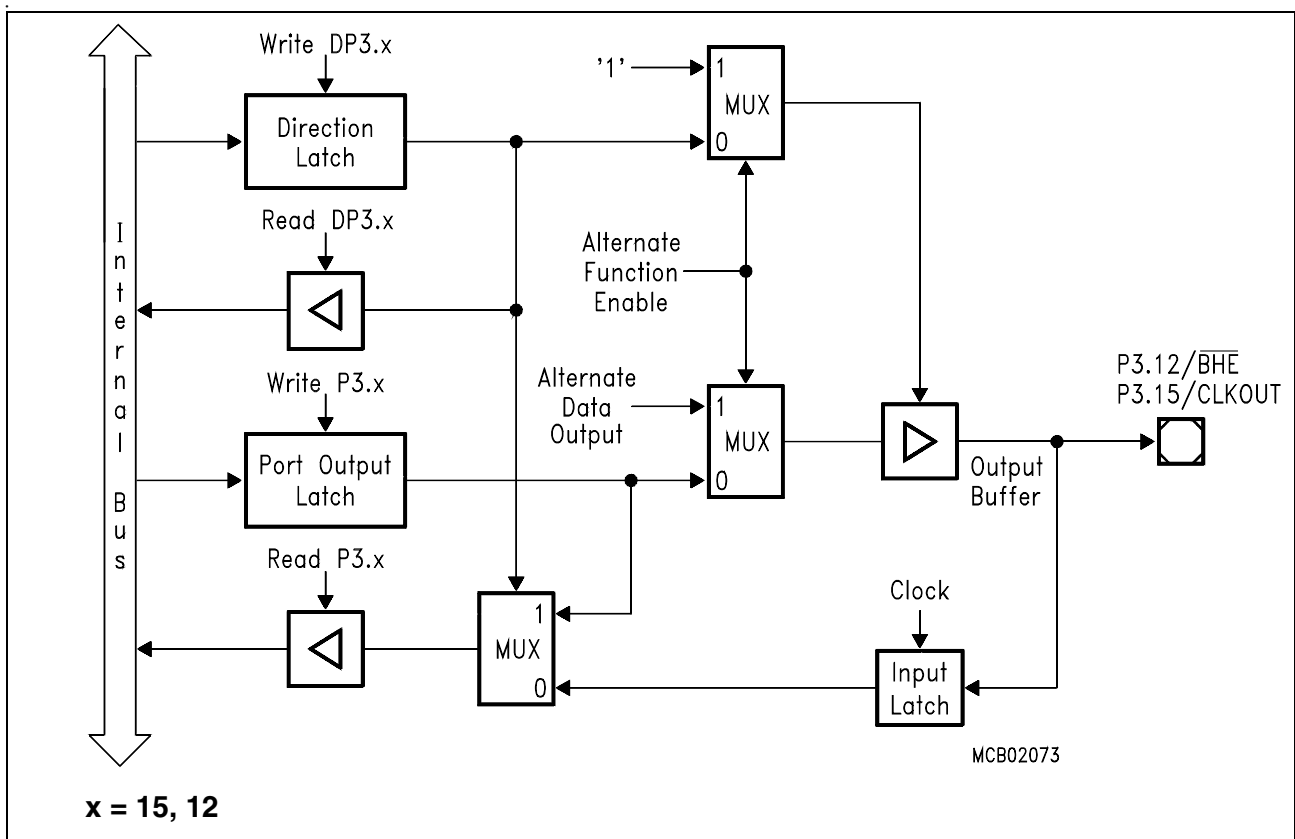 Write DP3.x
Direction
Latch
Read DP3.x
Internal Bus
Write P3.x
Port Output
Latch
Read P3.x
'1'
1
MUX
0
Alternate
Function
Enable
Alternate
Data
Output
1
MUX
0
1
MUX
0
Output
Buffer
P3.12/B̅H̅E̅
P3.15/CLKOUT
Clock
Input
Latch
MCB02073
x = 15, 12